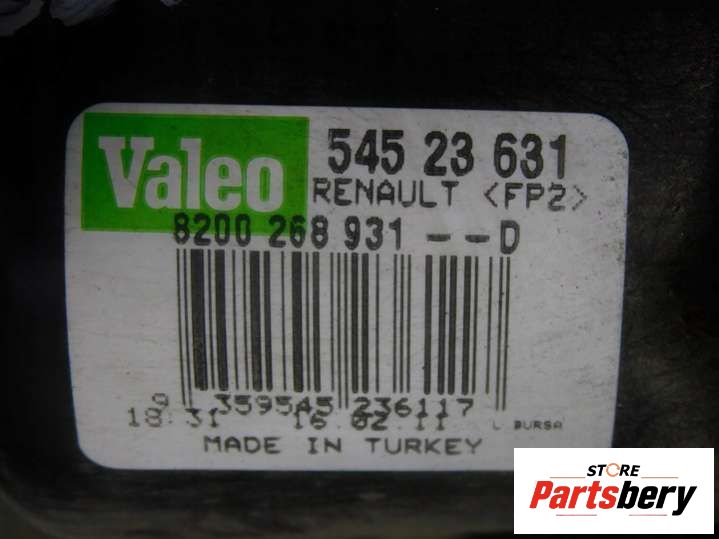 Valeo 545 23 631
RENAULT <FP2>
8200 268 931 -- D
9 359545 236117
18:31 16 02 11 L BURSA
MADE IN TURKEY
STORE
Partsbery